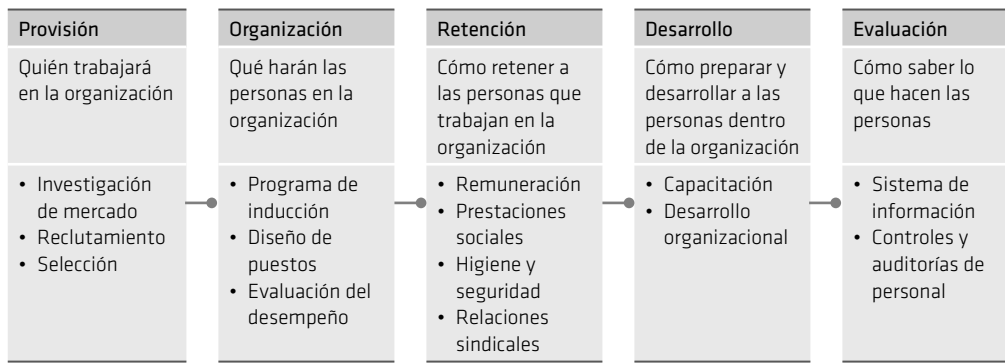 Provisión
Quién trabajará
en la organización
• Investigación
de mercado
• Reclutamiento
• Selección
Organización
Qué harán las
personas en la
organización
• Programa de
inducción
• Diseño de
puestos
• Evaluación del
desempeño
Retención
Cómo retener a
las personas que
trabajan en la
organización
• Remuneración
• Prestaciones
sociales
• Higiene y
seguridad
• Relaciones
sindicales
Desarrollo
Cómo preparar y
desarrollar a las
personas dentro
de la organización
• Capacitación
• Desarrollo
organizacional
Evaluación
Cómo saber lo
que hacen las
personas
• Sistema de
información
• Controles y
auditorías de
personal